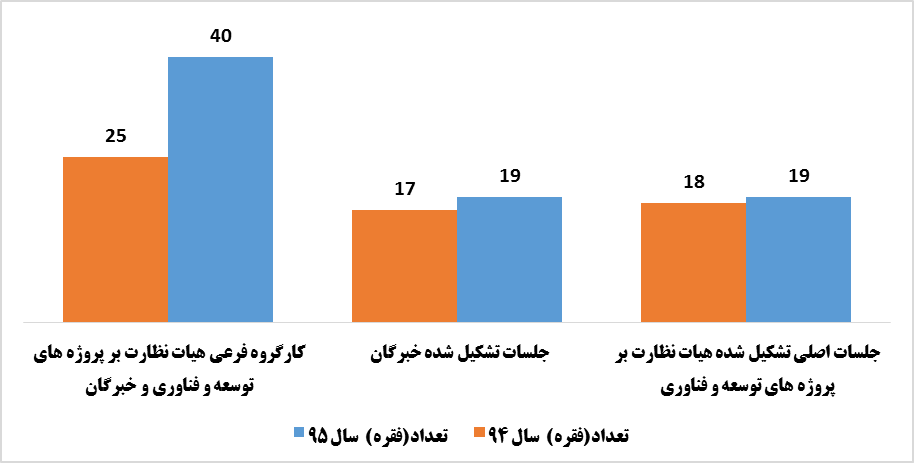 40
25
17
19
18
19
کارگروه فرعی هیات نظارت بر پروژه های
توسعه و فناوری و خبرگان
جلسات تشکیل شده خبرگان
جلسات اصلی تشکیل شده هیات نظارت بر
پروژه های توسعه و فناوری
تعداد(فقره) سال ۹۴
تعداد(فقره) سال ۹۵